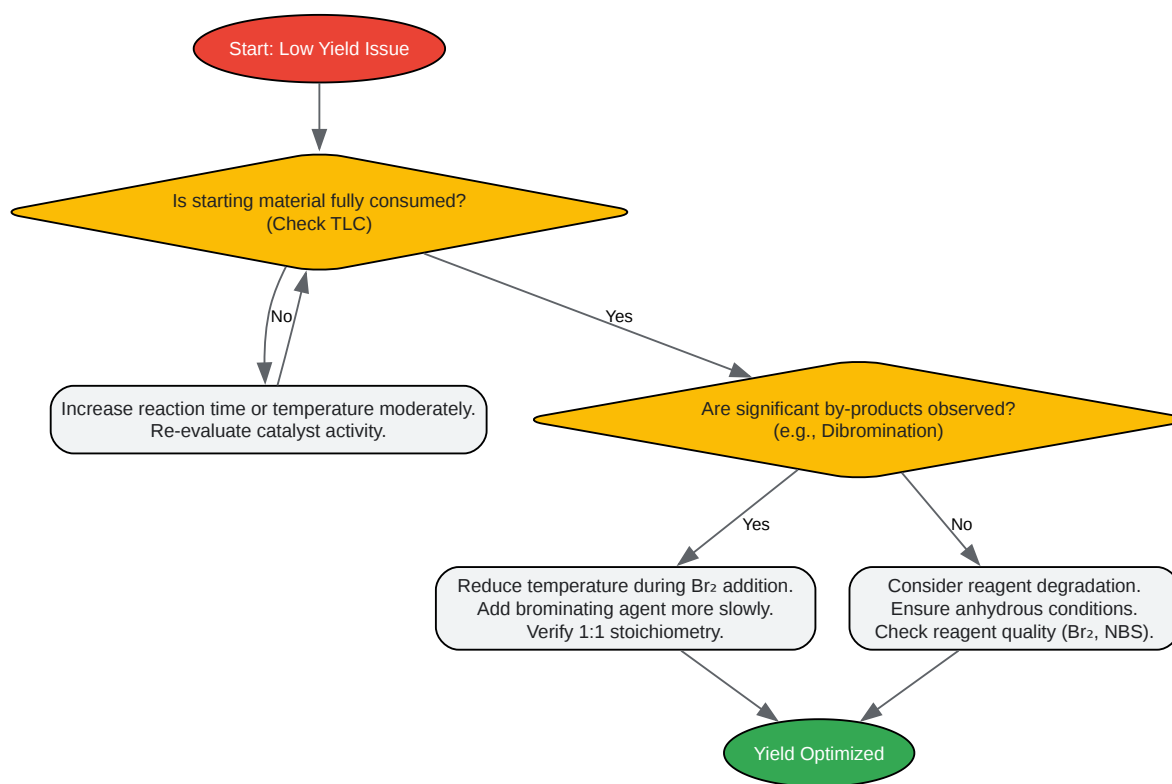 Start: Low Yield Issue
Is starting material fully consumed?
(Check TLC)
No
Yes
Increase reaction time or temperature moderately.
Re-evaluate catalyst activity.
Are significant by-products observed?
(e.g., Dibromination)
Yes
No
Reduce temperature during Br₂ addition.
Add brominating agent more slowly.
Verify 1:1 stoichiometry.
Consider reagent degradation.
Ensure anhydrous conditions.
Check reagent quality (Br₂, NBS).
Yield Optimized